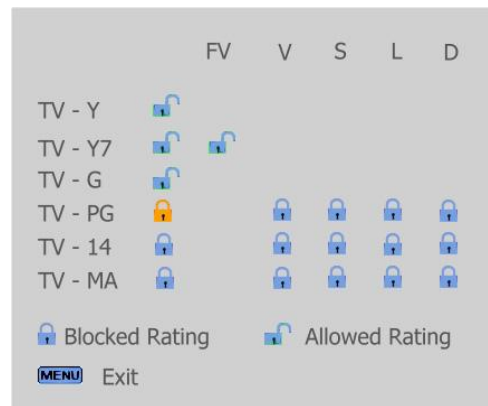 FV V S L D
TV - Y
TV - Y7
TV - G
TV - PG
TV - 14
TV - MA
Blocked Rating Allowed Rating
MENU Exit